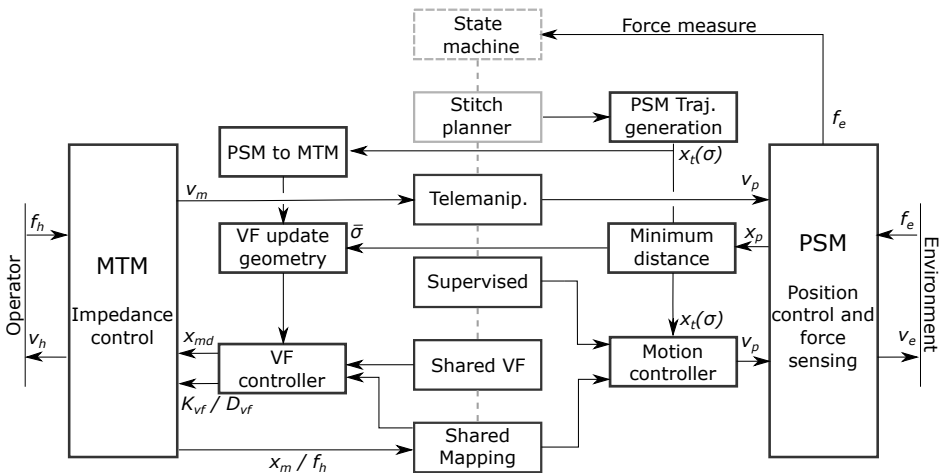 State
machine
Force measure
Stitch
planner
PSM Traj.
generation
f_e
PSM to MTM
x_t(σ)
v_m
Telemanip.
v_p
f_h
Operator
v_h
MTM
Impedance
control
VF update
geometry
σ̄
Minimum
distance
x_p
PSM
Position
control and
force
sensing
f_e
Environment
v_e
Supervised
x_t(σ)
x_md
VF
controller
Shared VF
Motion
controller
v_p
K_vf / D_vf
Shared
Mapping
x_m / f_h